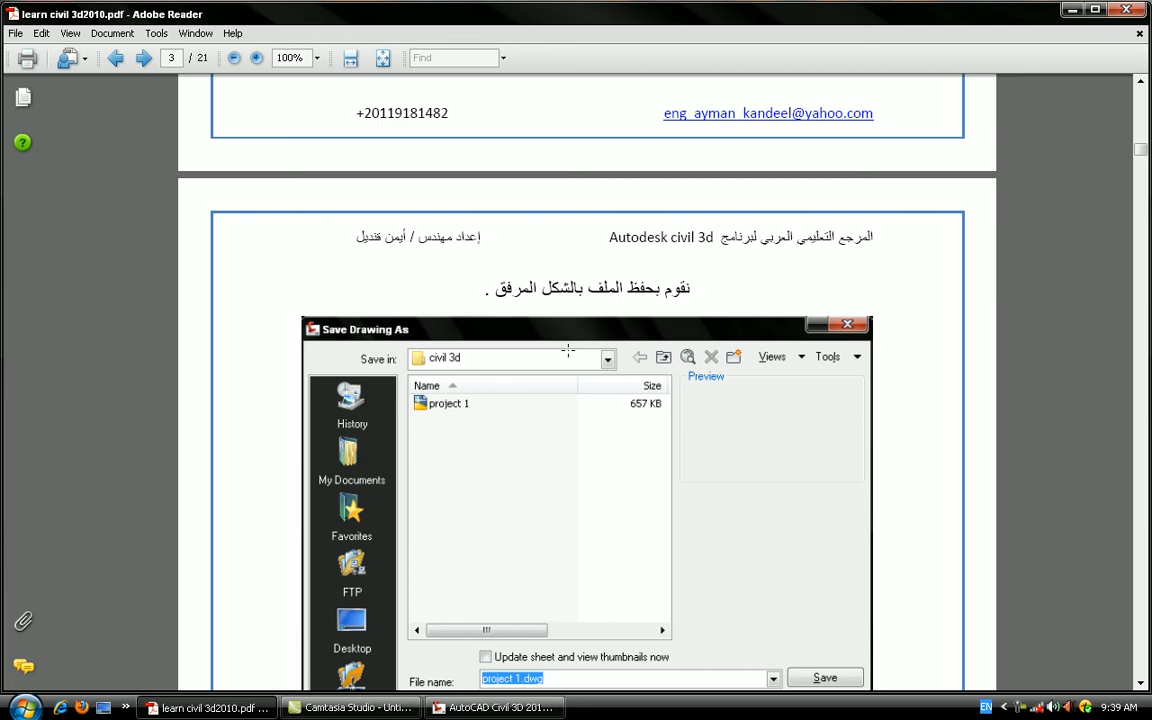 learn civil 3d2010.pdf - Adobe Reader
File Edit View Document Tools Window Help
3 / 21 100% Find
+20119181482 eng_ayman_kandeel@yahoo.com
المرجع التعليمي العربي لبرنامج Autodesk civil 3d إعداد مهندس / أيمن قنديل
نقوم بحفظ الملف بالشكل المرفق .
Save Drawing As
Save in: civil 3d Views Tools
Name Size Preview
project 1 657 KB
History
My Documents
Favorites
FTP
Desktop
Update sheet and view thumbnails now
File name: project 1.dwg Save
learn civil 3d2010.pdf ... Camtasia Studio - Unti... AutoCAD Civil 3D 201... EN 9:39 AM